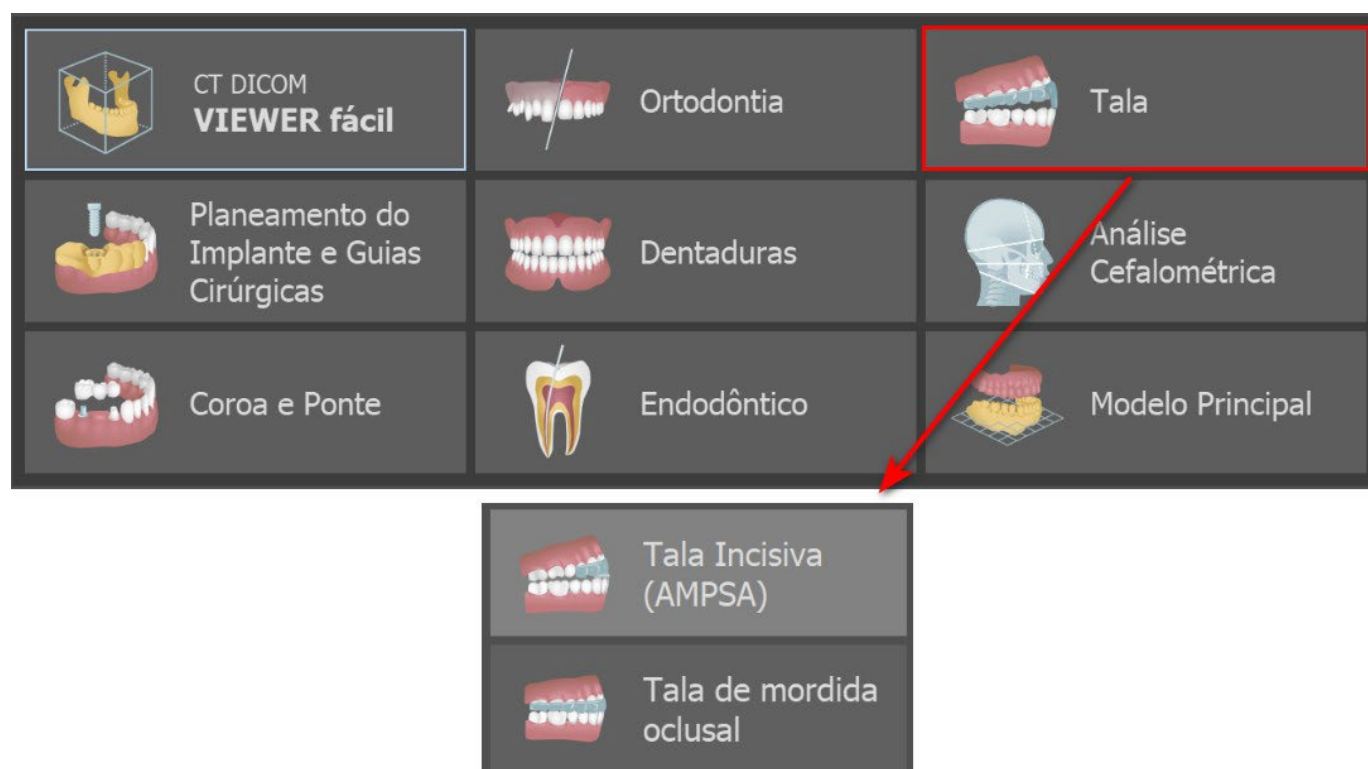 CT DICOM
VIEWER fácil
Ortodontia
Tala
Planeamento do
Implante e Guias
Cirúrgicas
Dentaduras
Análise
Cefalométrica
Coroa e Ponte
Endodôntico
Modelo Principal
Tala Incisiva
(AMPSA)
Tala de mordida
oclusal